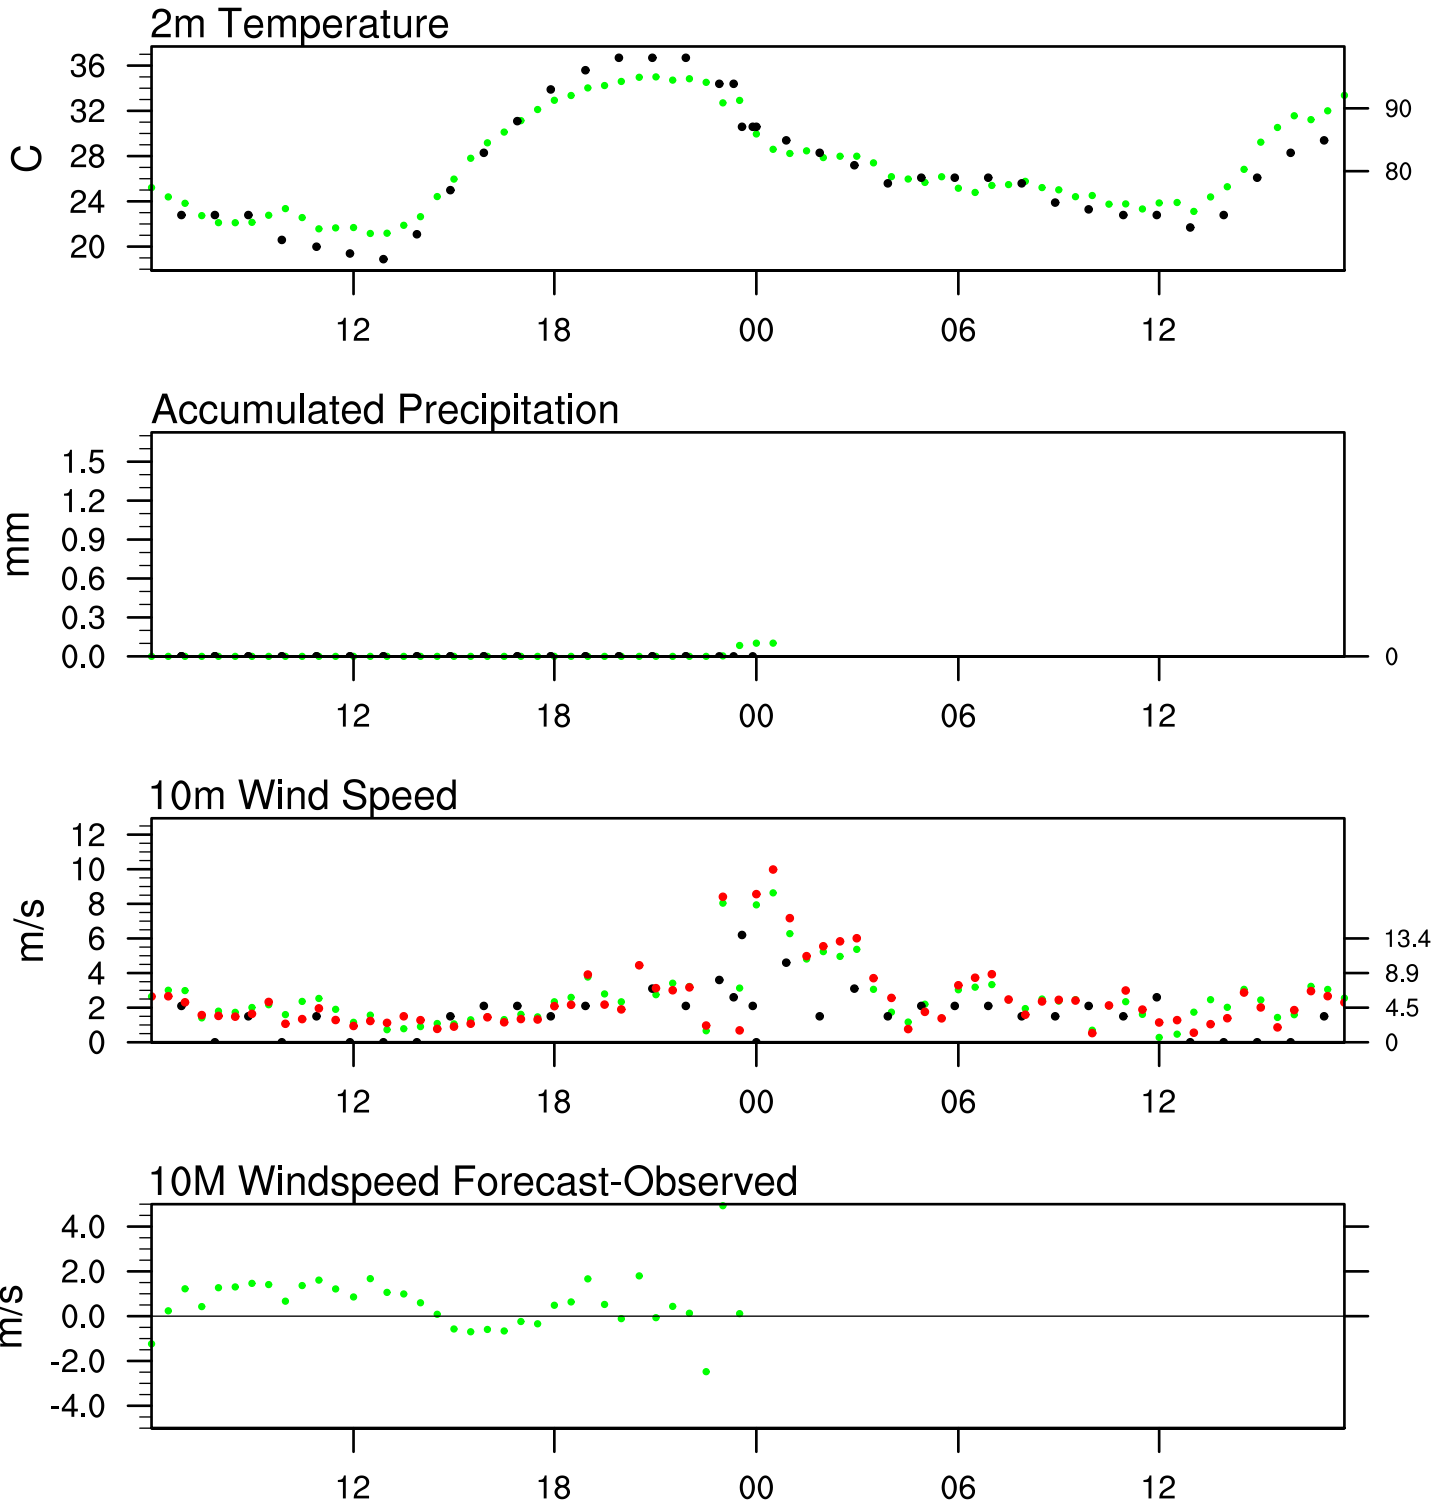 2m Temperature
36
32
28
24
20
C
90
80
12 18 00 06 12
Accumulated Precipitation
1.5
1.2
0.9
0.6
0.3
0.0
mm
0
12 18 00 06 12
10m Wind Speed
12
10
8
6
4
2
0
m/s
13.4
8.9
4.5
0
12 18 00 06 12
10M Windspeed Forecast-Observed
4.0
2.0
0.0
-2.0
-4.0
m/s
12 18 00 06 12